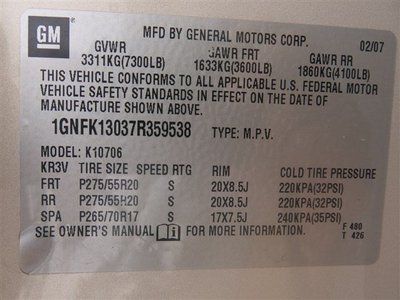 GM
MFD BY GENERAL MOTORS CORP. 02/07
GVWR GAWR FRT GAWR RR
3311KG(7300LB) 1633KG(3600LB) 1860KG(4100LB)
THIS VEHICLE CONFORMS TO ALL APPLICABLE U.S. FEDERAL MOTOR
VEHICLE SAFETY STANDARDS IN EFFECT ON THE DATE OF
MANUFACTURE SHOWN ABOVE.
1GNFK13037R359538 TYPE: M.P.V.
MODEL: K10706
KR3V TIRE SIZE SPEED RTG RIM COLD TIRE PRESSURE
FRT P275/55R20 S 20X8.5J 220KPA(32PSI)
RR P275/55R20 S 20X8.5J 220KPA(32PSI)
SPA P265/70R17 S 17X7.5J 240KPA(35PSI)
SEE OWNER'S MANUAL FOR MORE INFORMATION. F 480
T 426